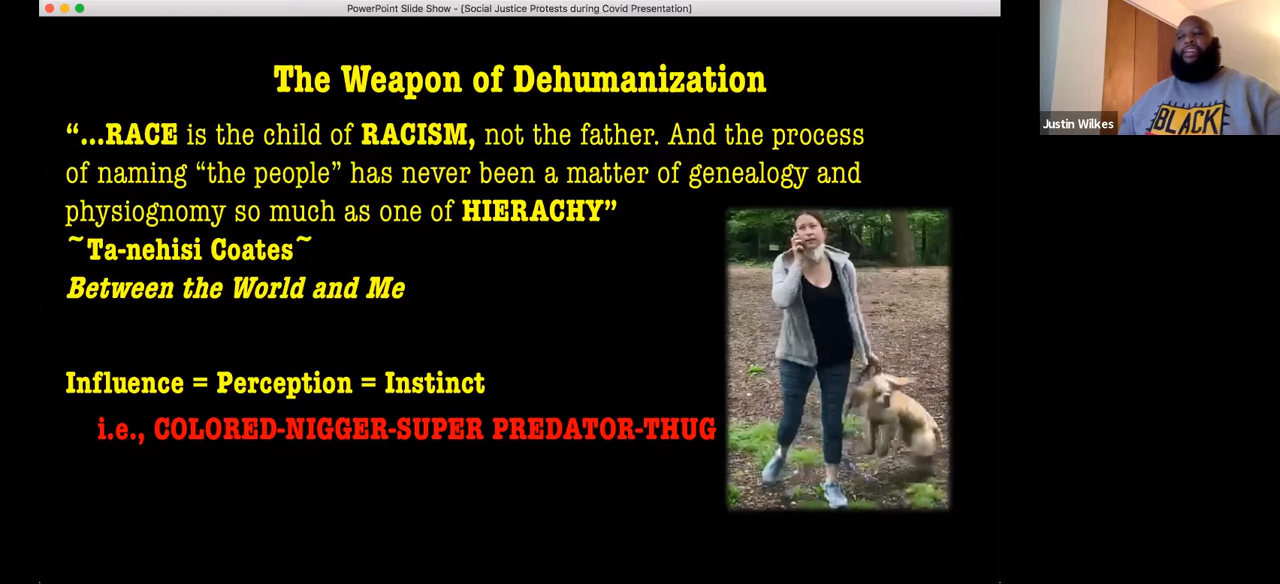 PowerPoint Slide Show - [Social Justice Protests during Covid Presentation]
The Weapon of Dehumanization
“...RACE is the child of RACISM, not the father. And the process
of naming “the people” has never been a matter of genealogy and
physiognomy so much as one of HIERACHY”
~Ta-nehisi Coates~
Between the World and Me
Influence = Perception = Instinct
i.e., COLORED-NIGGER-SUPER PREDATOR-THUG
Justin Wilkes
BLACK